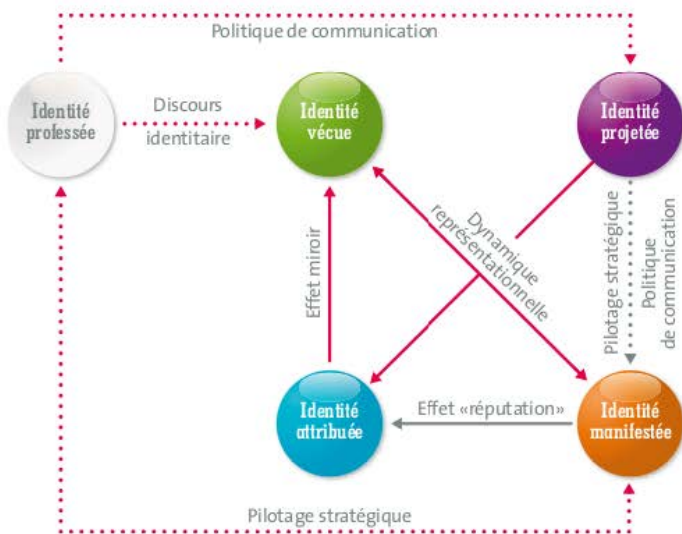 Politique de communication
Identité
professée
Discours
identitaire
Identité
vécue
Identité
projetée
Dynamique
représentationnelle
Effet miroir
Pilotage stratégique
Politique
de communication
Identité
attribuée
Effet «réputation»
Identité
manifestée
Pilotage stratégique